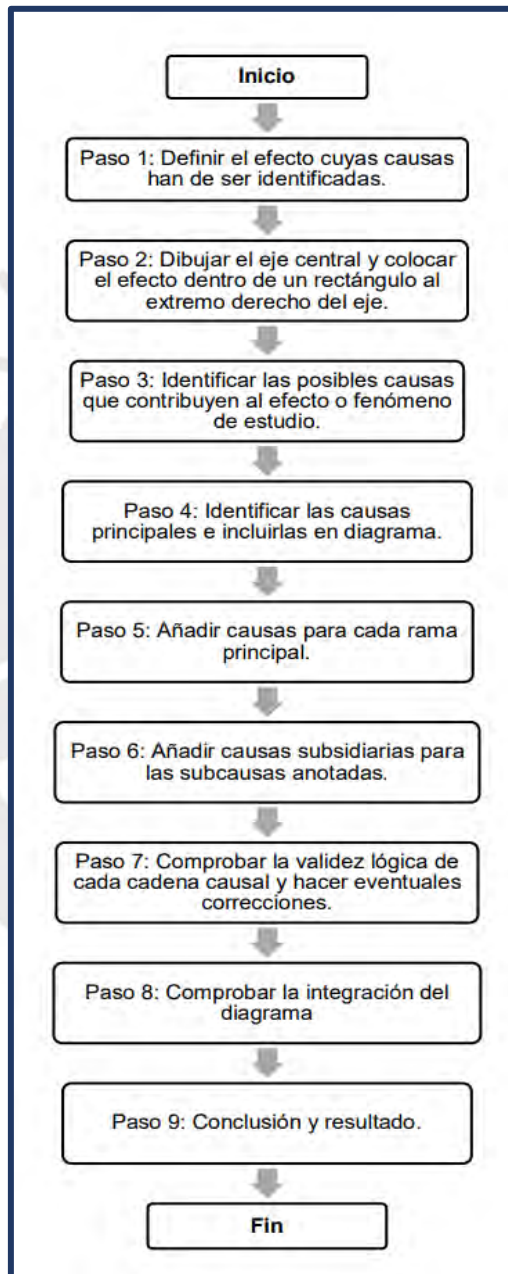 Inicio
Paso 1: Definir el efecto cuyas causas
han de ser identificadas.
Paso 2: Dibujar el eje central y colocar
el efecto dentro de un rectángulo al
extremo derecho del eje.
Paso 3: Identificar las posibles causas
que contribuyen al efecto o fenómeno
de estudio.
Paso 4: Identificar las causas
principales e incluirlas en diagrama.
Paso 5: Añadir causas para cada rama
principal.
Paso 6: Añadir causas subsidiarias para
las subcausas anotadas.
Paso 7: Comprobar la validez lógica de
cada cadena causal y hacer eventuales
correcciones.
Paso 8: Comprobar la integración del
diagrama
Paso 9: Conclusión y resultado.
Fin